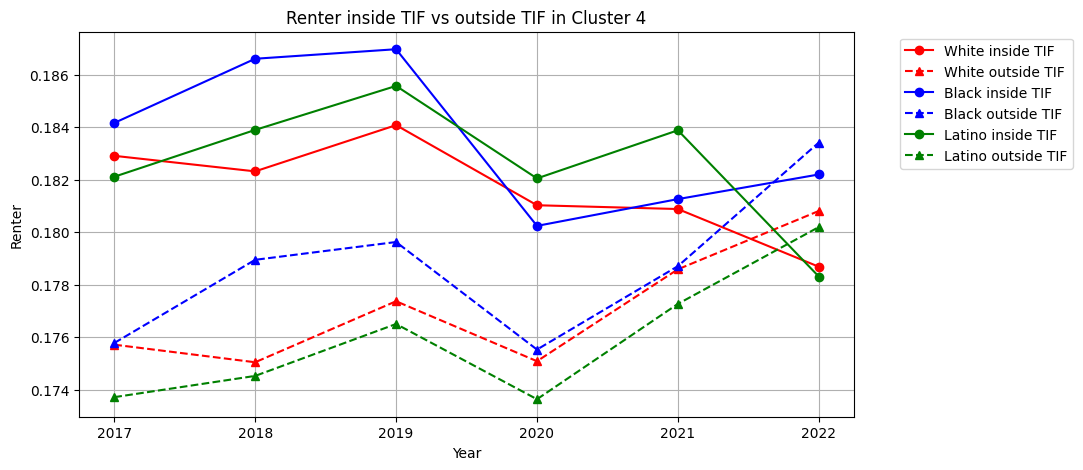 Renter inside TIF vs outside TIF in Cluster 4
0.186
0.184
0.182
0.180
0.178
0.176
0.174
Renter
2017
2018
2019
2020
2021
2022
Year
White inside TIF
White outside TIF
Black inside TIF
Black outside TIF
Latino inside TIF
Latino outside TIF